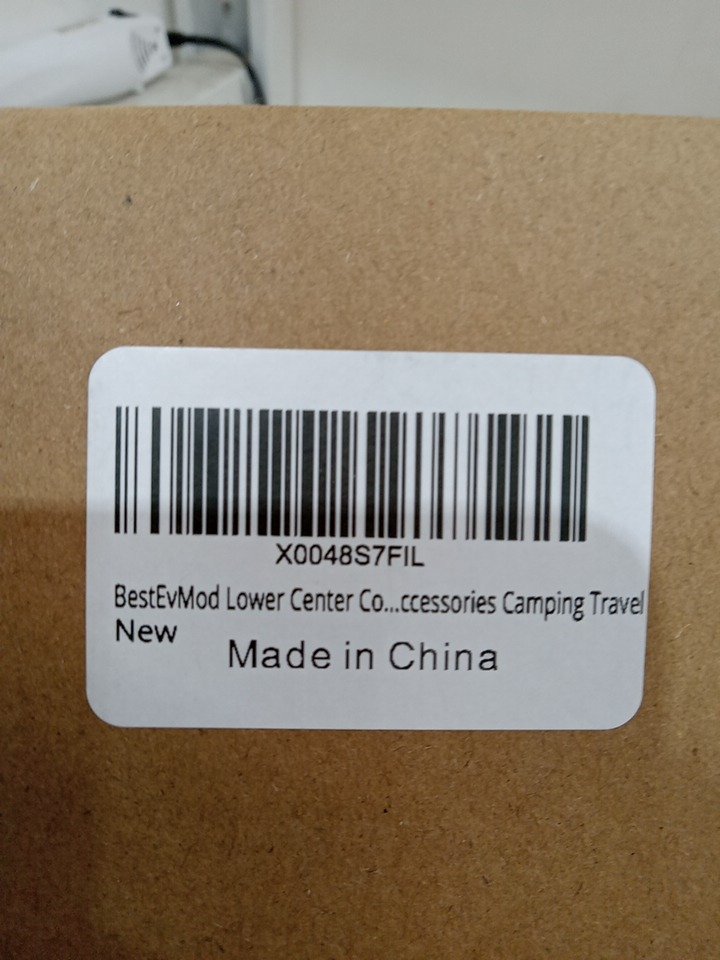 X0048S7FIL
BestEvMod Lower Center Co...ccessories Camping Travel
New
Made in China